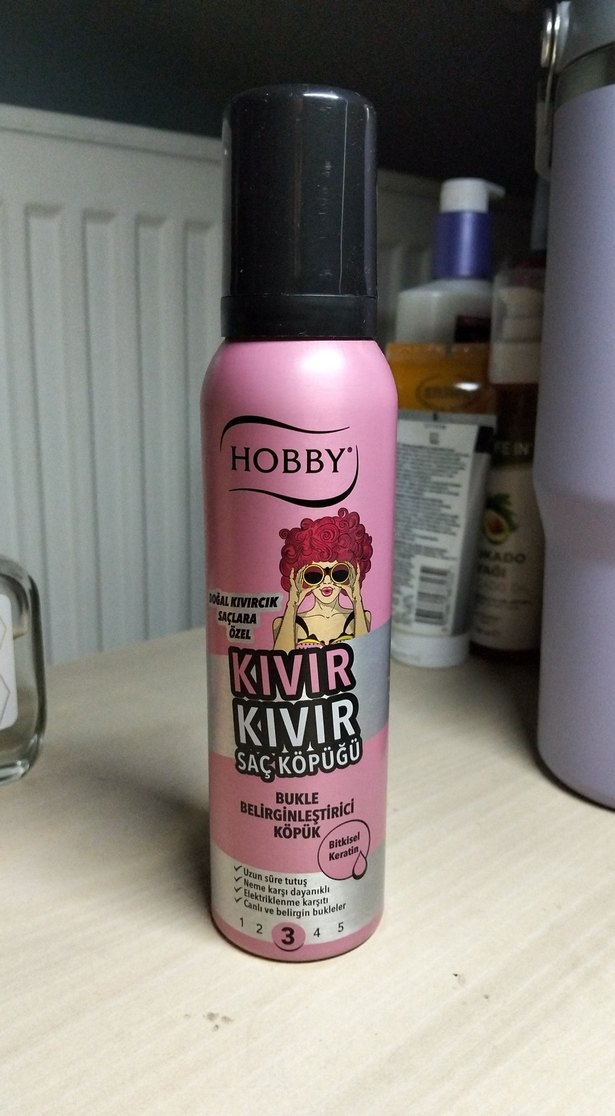 HOBBY®
DOĞAL KIVIRCIK
SAÇLARA
ÖZEL
KIVIR
KIVIR
SAÇ KÖPÜĞÜ
BUKLE
BELİRGİNLEŞTİRİCİ
KÖPÜK
Bitkisel
Keratin
✓ Uzun süre tutuş
✓ Neme karşı dayanıklı
✓ Elektriklenme karşıtı
✓ Canlı ve belirgin bukleler
1 2 3 4 5